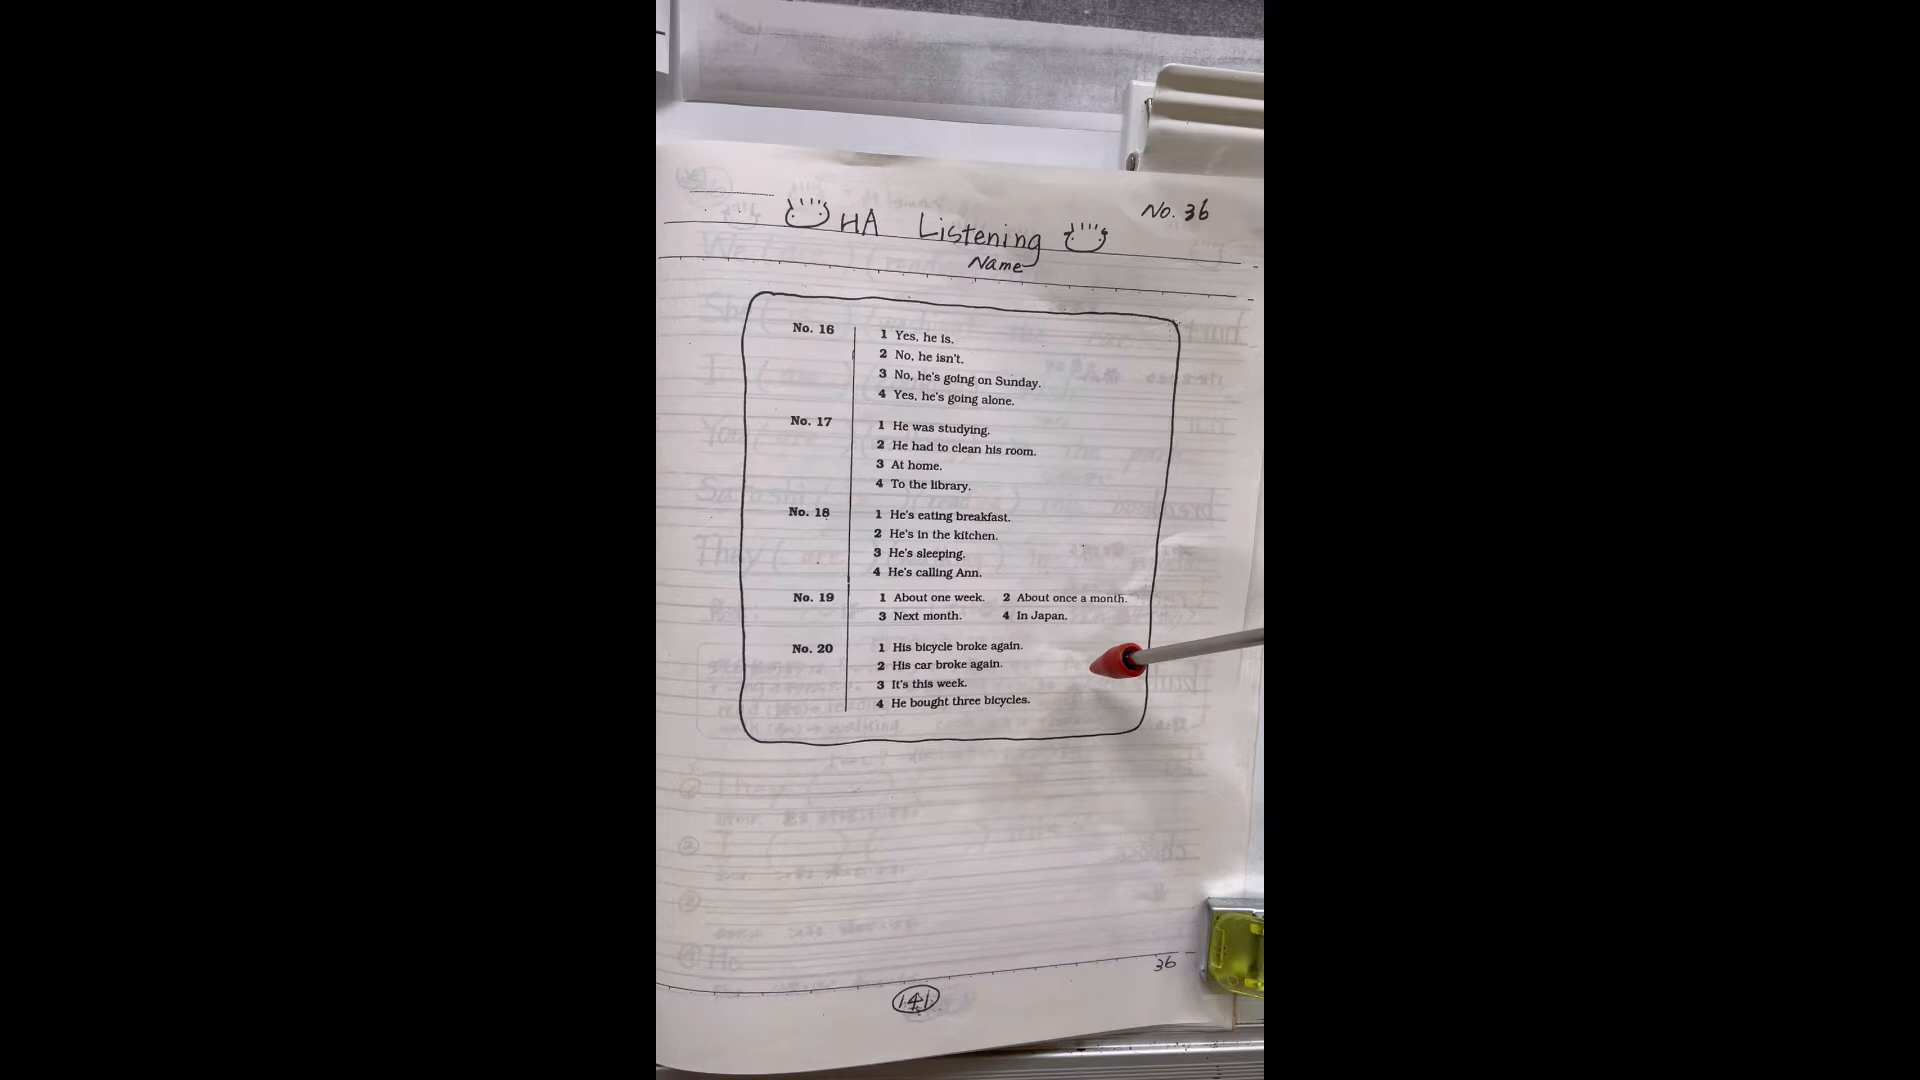 No. 36
HA Listening
Name
No. 16
1 Yes, he is.
2 No, he isn't.
3 No, he's going on Sunday.
4 Yes, he's going alone.
No. 17
1 He was studying.
2 He had to clean his room.
3 At home.
4 To the library.
No. 18
1 He's eating breakfast.
2 He's in the kitchen.
3 He's sleeping.
4 He's calling Ann.
No. 19
1 About one week. 2 About once a month.
3 Next month. 4 In Japan.
No. 20
1 His bicycle broke again.
2 His car broke again.
3 It's this week.
4 He bought three bicycles.
36
141